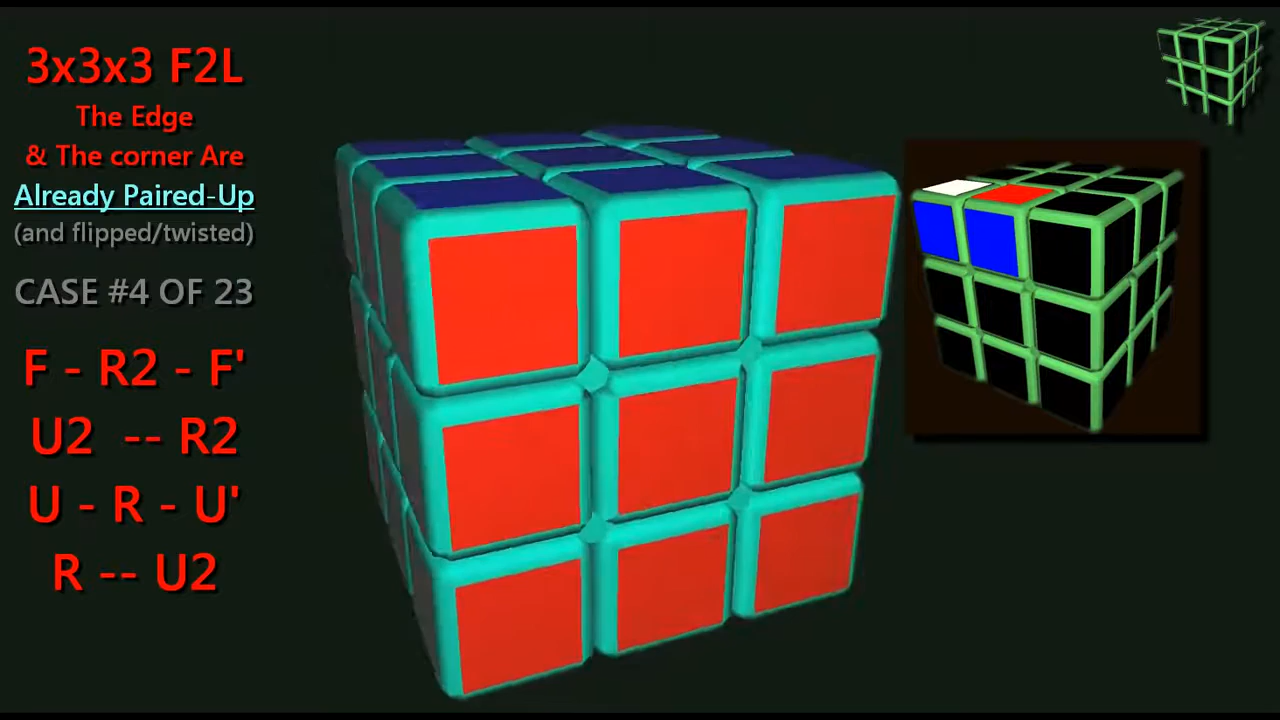 3x3x3 F2L
The Edge
& The corner Are
Already Paired-Up
(and flipped/twisted)
CASE #4 OF 23
F - R2 - F'
U2 -- R2
U - R - U'
R -- U2